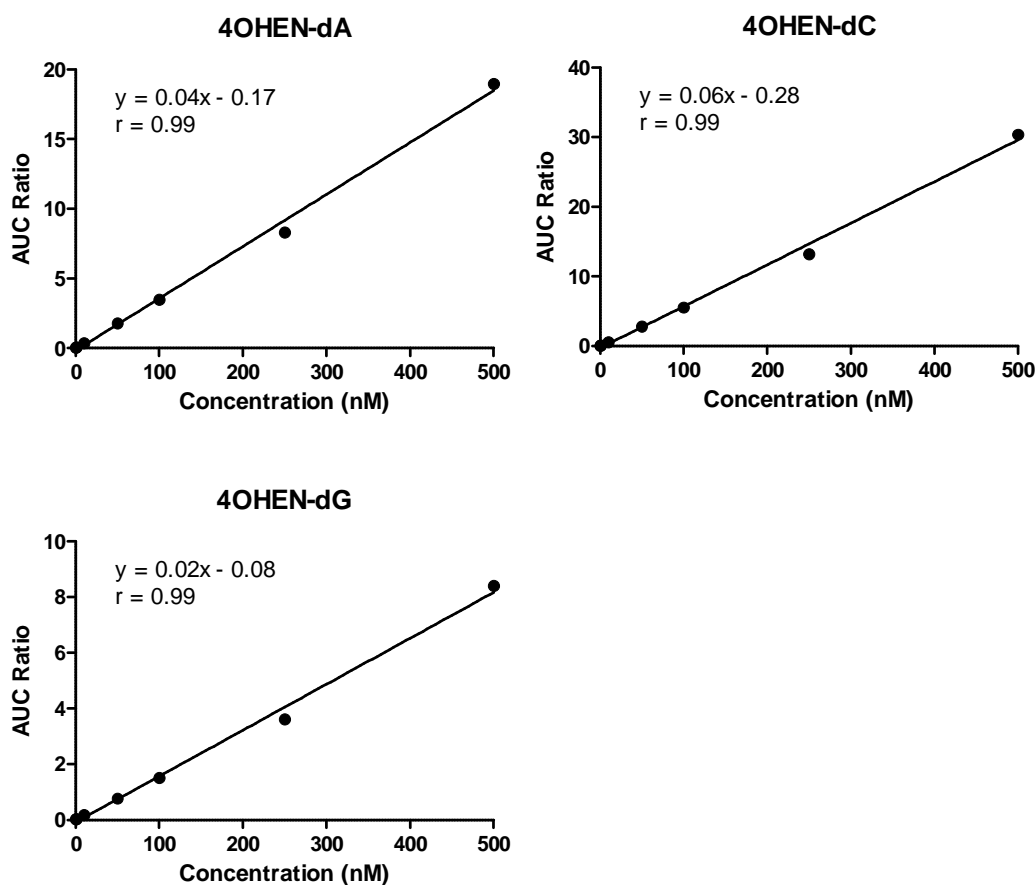 4OHEN-dA
y = 0.04x - 0.17
r = 0.99
20
15
10
5
0
AUC Ratio
0 100 200 300 400 500
Concentration (nM)
4OHEN-dC
y = 0.06x - 0.28
r = 0.99
40
30
20
10
0
AUC Ratio
0 100 200 300 400 500
Concentration (nM)
4OHEN-dG
y = 0.02x - 0.08
r = 0.99
10
8
6
4
2
0
AUC Ratio
0 100 200 300 400 500
Concentration (nM)